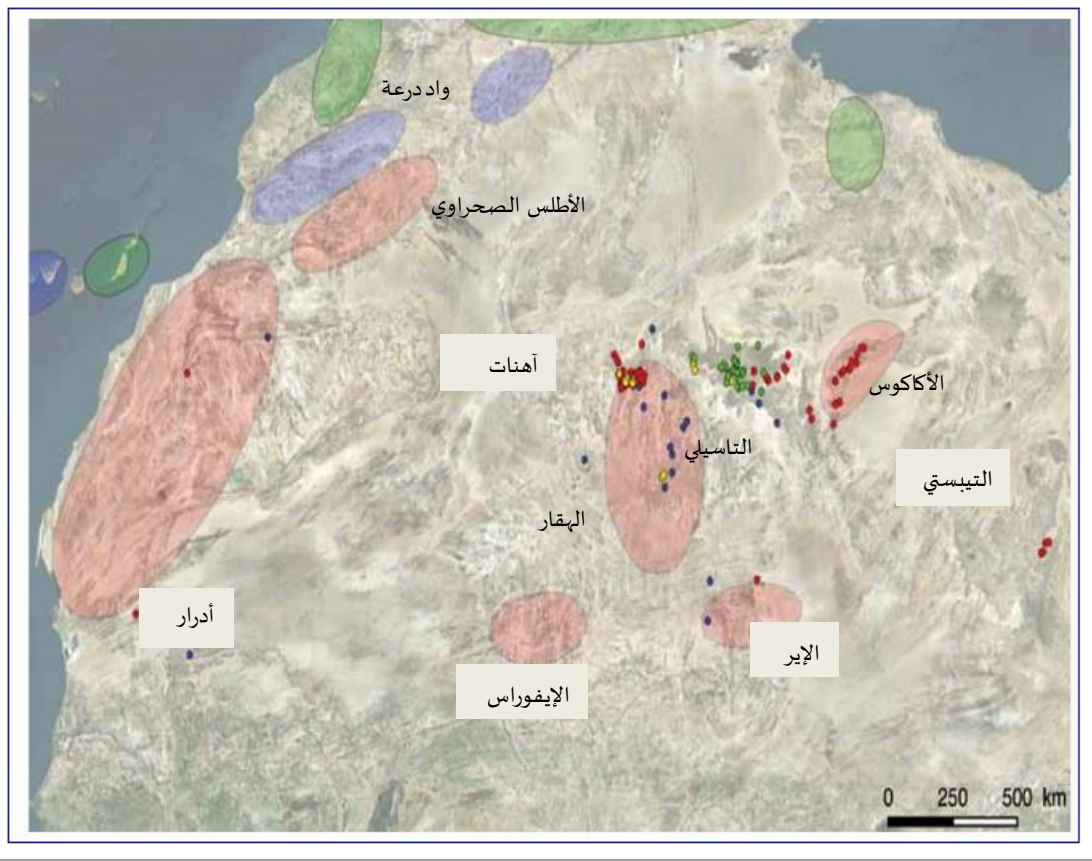 واد درعة
الأطلس الصحراوي
آهنات
الأكاكوس
التاسيلي
التيبستي
الهقار
أدرار
الإير
الإيفوراس
0 250 500 km